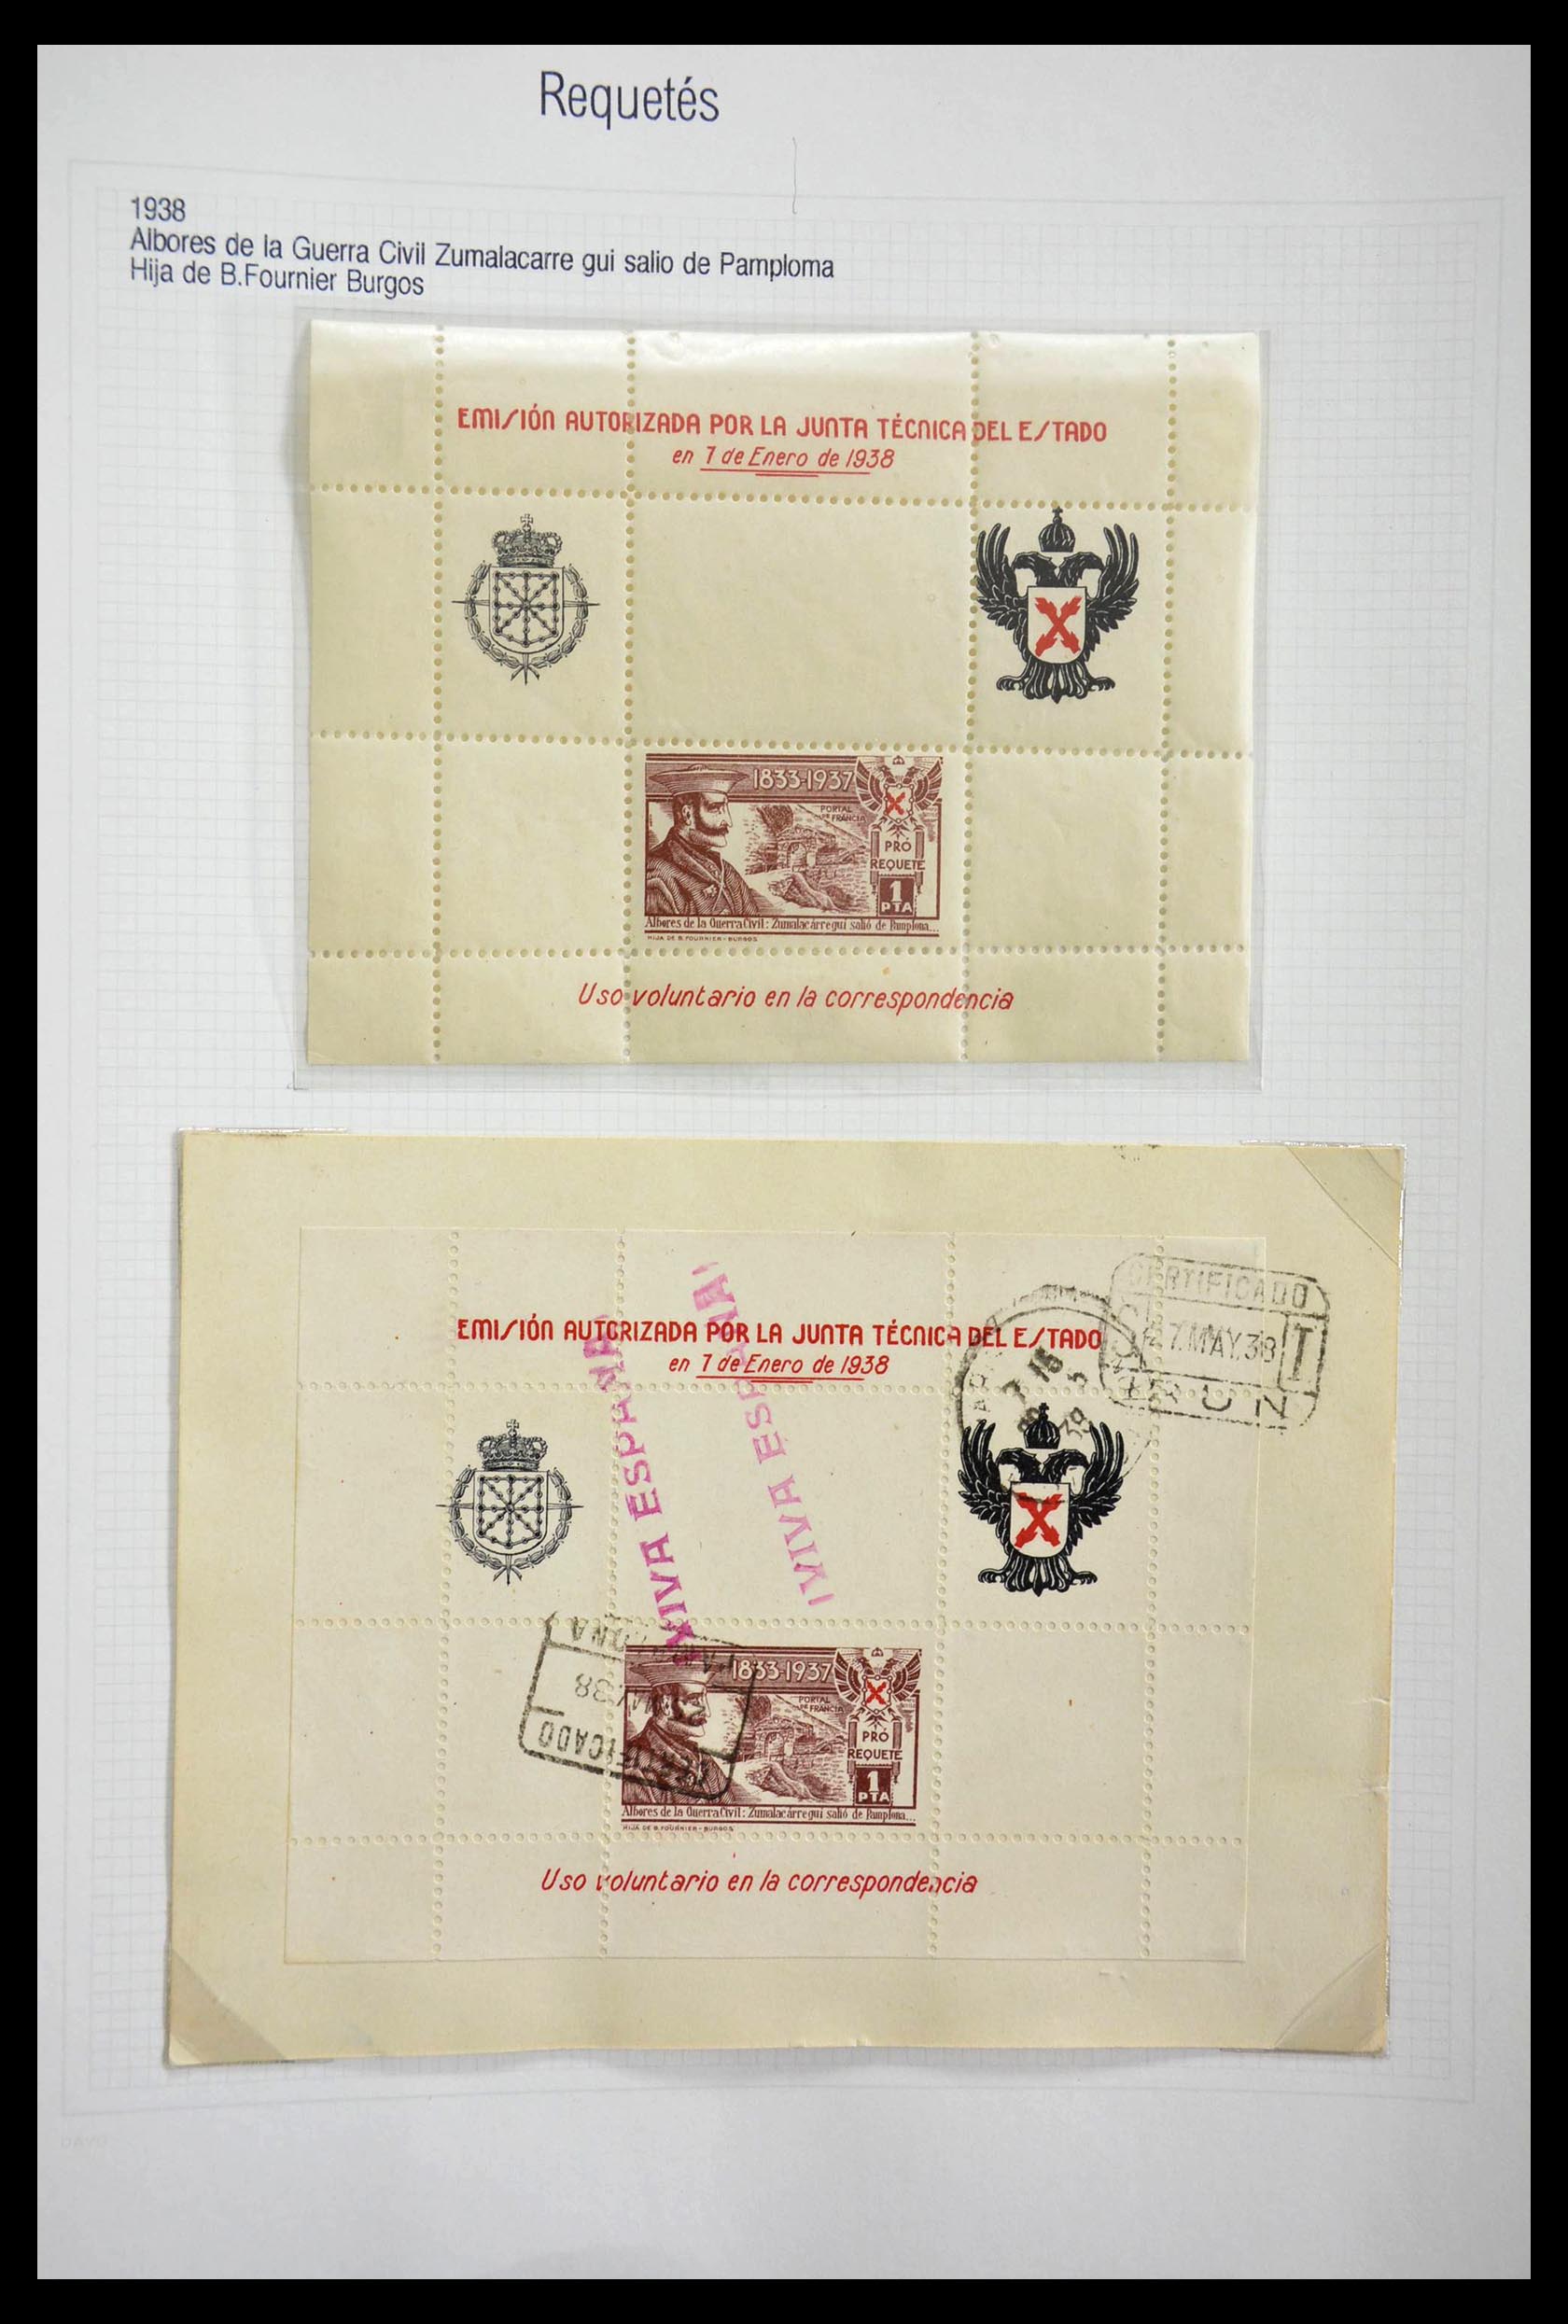 Requetés
1938
Albores de la Guerra Civil Zumalacarre gui salio de Pamploma
Hija de B.Fournier Burgos
EMISIÓN AUTORIZADA POR LA JUNTA TÉCNICA DEL ESTADO
en 7 de Enero de 1938
1833-1937
PORTAL
DE FRANCIA
PRÓ
REQUETE
1
PTA
Albores de la Guerra Civil: Zumalacárregui salió de Pamplona...
HIJA DE B. FOURNIER - BURGOS
Uso voluntario en la correspondencia
CERTIFICADO
7.MAY.38
IRUN
EMISIÓN AUTORIZADA POR LA JUNTA TÉCNICA DEL ESTADO
en 7 de Enero de 1938
¡VIVA ESPAÑA!
¡VIVA ESPAÑA!
38
CERTIFICADO
1833-1937
PORTAL
DE FRANCIA
PRÓ
REQUETE
1
PTA
Albores de la Guerra Civil: Zumalacárregui salió de Pamplona...
HIJA DE B. FOURNIER - BURGOS
Uso voluntario en la correspondencia